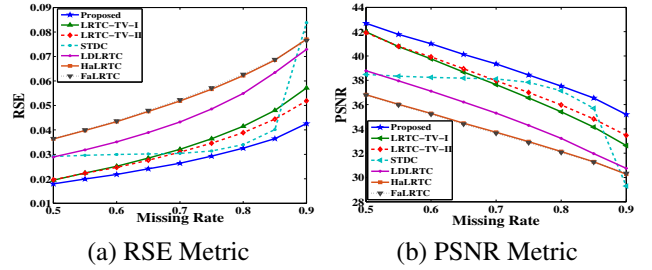 0.09
0.08
0.07
0.06
0.05
0.04
0.03
0.02
0.01
RSE
Proposed
LRTC-TV-I
LRTC-TV-II
STDC
LDLRTC
HaLRTC
FaLRTC
0.5 0.6 0.7 0.8 0.9
Missing Rate
(a) RSE Metric
44
42
40
38
36
34
32
30
28
PSNR
Proposed
LRTC-TV-I
LRTC-TV-II
STDC
LDLRTC
HaLRTC
FaLRTC
0.5 0.6 0.7 0.8 0.9
Missing Rate
(b) PSNR Metric